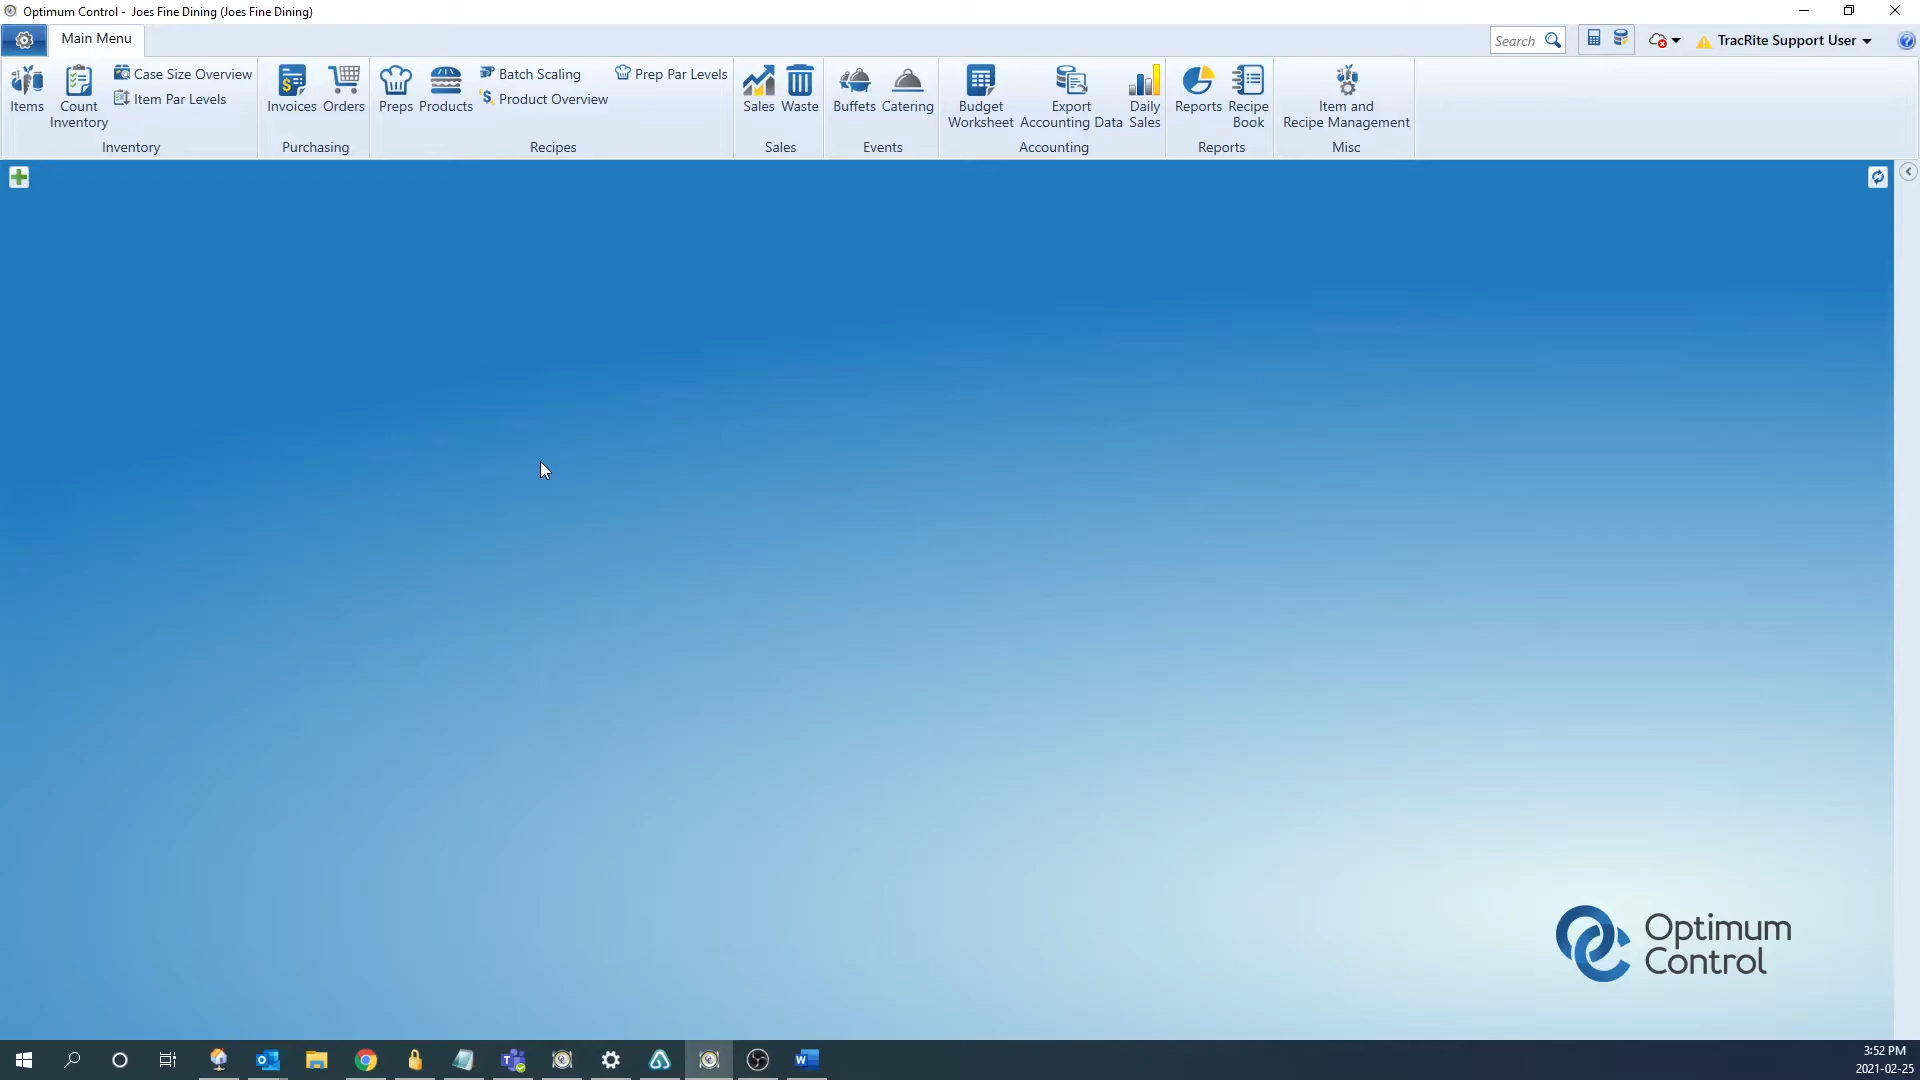 Optimum Control -  Joes Fine Dining (Joes Fine Dining)
Main Menu
Search
TracRite Support User
Items
Count
Inventory
Case Size Overview
Item Par Levels
Inventory
Invoices
Orders
Purchasing
Preps
Products
Batch Scaling
Product Overview
Prep Par Levels
Recipes
Sales
Waste
Sales
Buffets
Catering
Events
Budget
Worksheet
Export
Accounting Data
Daily
Sales
Accounting
Reports
Recipe
Book
Reports
Item and
Recipe Management
Misc
Optimum
Control
3:52 PM
2021-02-25